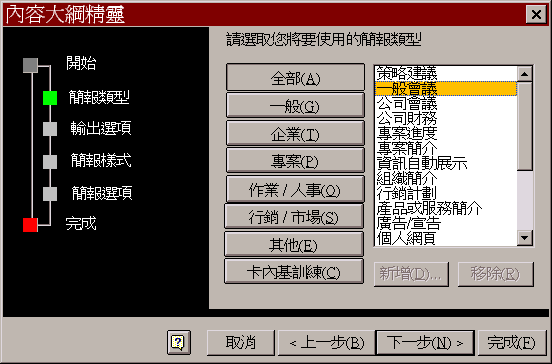 內容大綱精靈
開始
簡報類型
輸出選項
簡報樣式
簡報選項
完成
請選取您將要使用的簡報類型
全部(A)
一般(G)
企業(I)
專案(P)
作業 / 人事(O)
行銷 / 市場(S)
其他(E)
卡內基訓練(C)
策略建議
一般會議
公司會議
公司財務
專案進度
專案簡介
資訊自動展示
組織簡介
行銷計劃
產品或服務簡介
廣告/宣告
個人網頁
新增(D)...
移除(R)
取消
< 上一步(B)
下一步(N) >
完成(F)